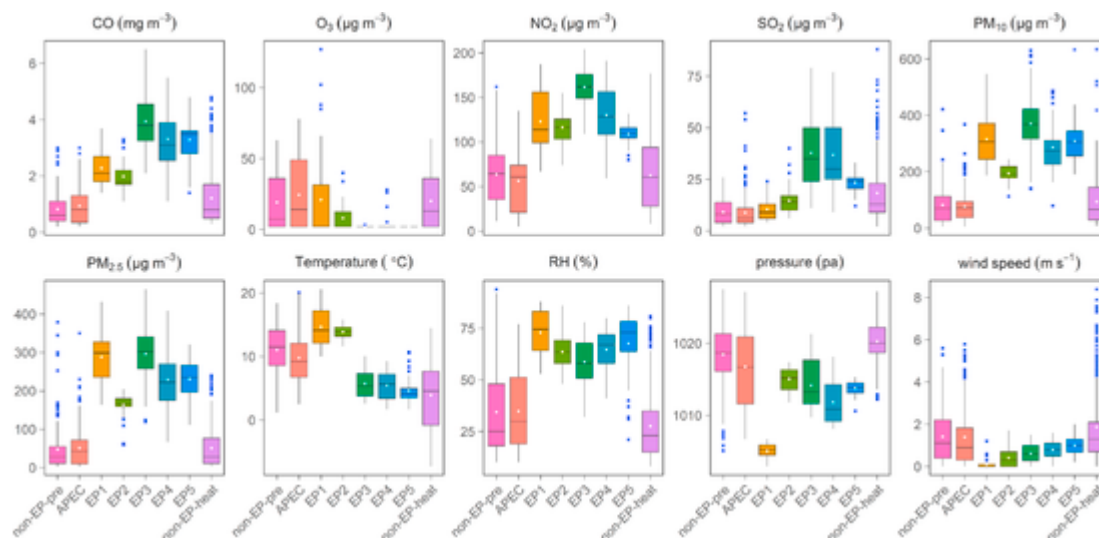 CO (mg m⁻³) O₃ (µg m⁻³) NO₂ (µg m⁻³) SO₂ (µg m⁻³) PM₁₀ (µg m⁻³)
6 4 2 0
100 50 0
200 150 100 50 0
75 50 25 0
600 400 200 0
PM₂.₅ (µg m⁻³) Temperature ( °C) RH (%) pressure (pa) wind speed (m s⁻¹)
400 300 200 100 0
20 10 0
75 50 25
1020 1010
8 6 4 2 0
non-EP-pre APEC EP1 EP2 EP3 EP4 EP5 non-EP-heat
non-EP-pre APEC EP1 EP2 EP3 EP4 EP5 non-EP-heat
non-EP-pre APEC EP1 EP2 EP3 EP4 EP5 non-EP-heat
non-EP-pre APEC EP1 EP2 EP3 EP4 EP5 non-EP-heat
non-EP-pre APEC EP1 EP2 EP3 EP4 EP5 non-EP-heat